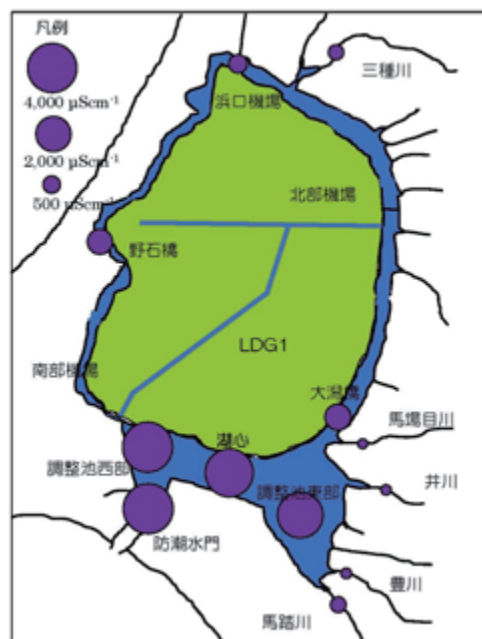 凡例
4,000 µScm⁻¹
2,000 µScm⁻¹
500 µScm⁻¹
三種川
浜口機場
北部機場
野石橋
LDG1
南部機場
大潟橋
馬場目川
湖心
調整池西部
調整池東部
井川
防潮水門
豊川
馬踏川